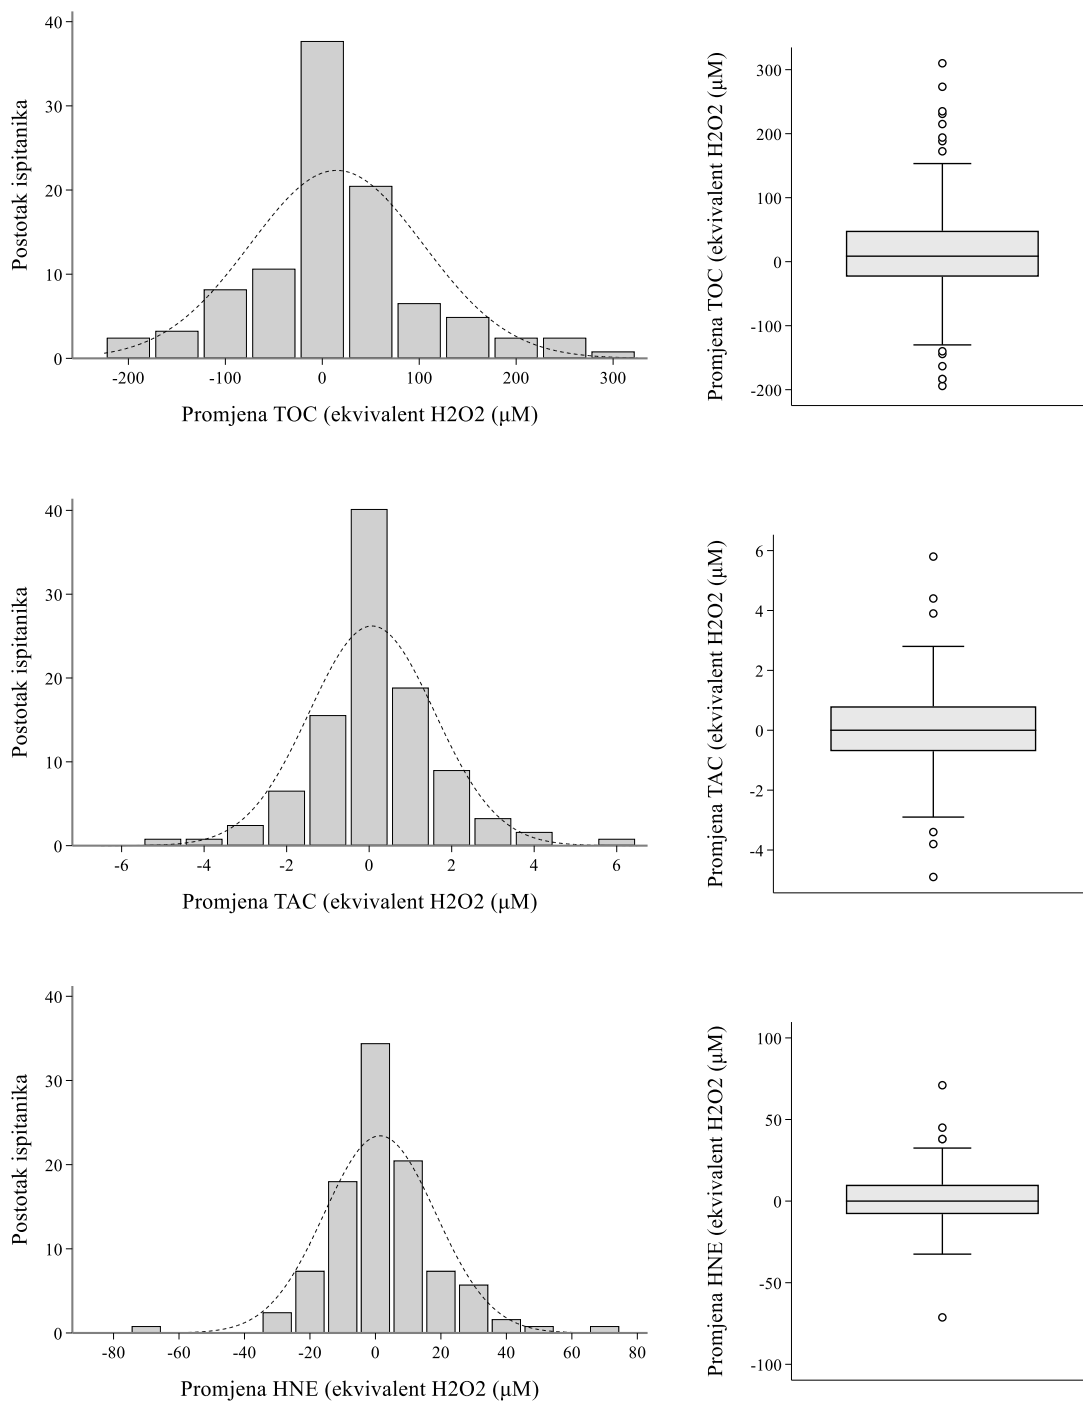 Postotak ispitanika
40
30
20
10
0
-200 -100 0 100 200 300
Promjena TOC (ekvivalent H2O2 (μM)
Promjena TOC (ekvivalent H2O2 (μM)
300
200
100
0
-100
-200
Postotak ispitanika
40
30
20
10
0
-6 -4 -2 0 2 4 6
Promjena TAC (ekvivalent H2O2 (μM)
Promjena TAC (ekvivalent H2O2 (μM)
6
4
2
0
-2
-4
Postotak ispitanika
40
30
20
10
0
-80 -60 -40 -20 0 20 40 60 80
Promjena HNE (ekvivalent H2O2 (μM)
Promjena HNE (ekvivalent H2O2 (μM)
100
50
0
-50
-100